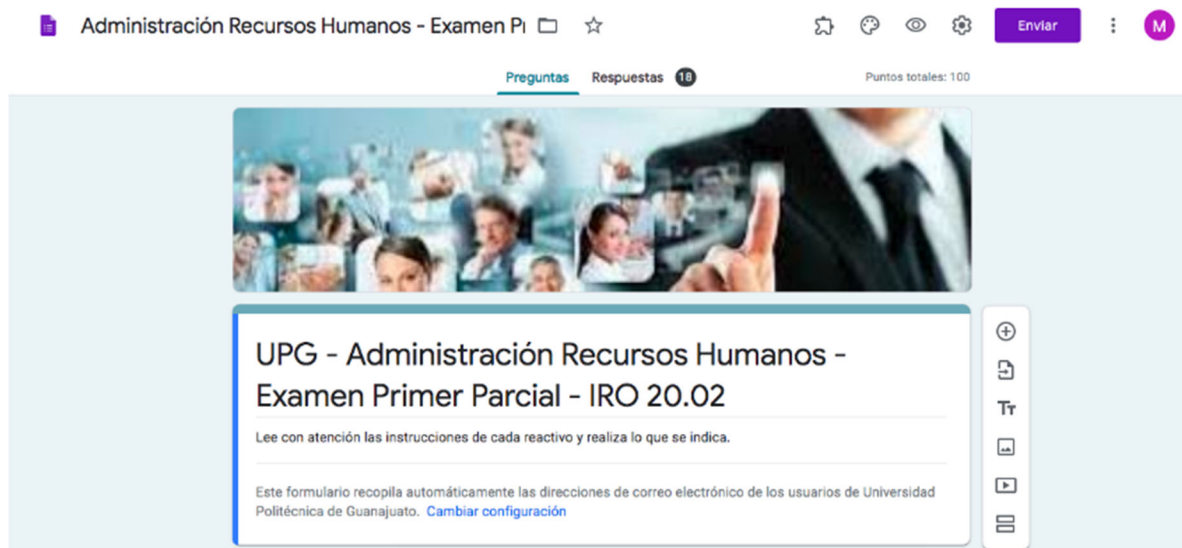 Administración Recursos Humanos - Examen Pr
Enviar
M
Preguntas Respuestas 18
Puntos totales: 100
UPG - Administración Recursos Humanos -
Examen Primer Parcial - IRO 20.02
Lee con atención las instrucciones de cada reactivo y realiza lo que se indica.
Este formulario recopila automáticamente las direcciones de correo electrónico de los usuarios de Universidad
Politécnica de Guanajuato. Cambiar configuración
Tт